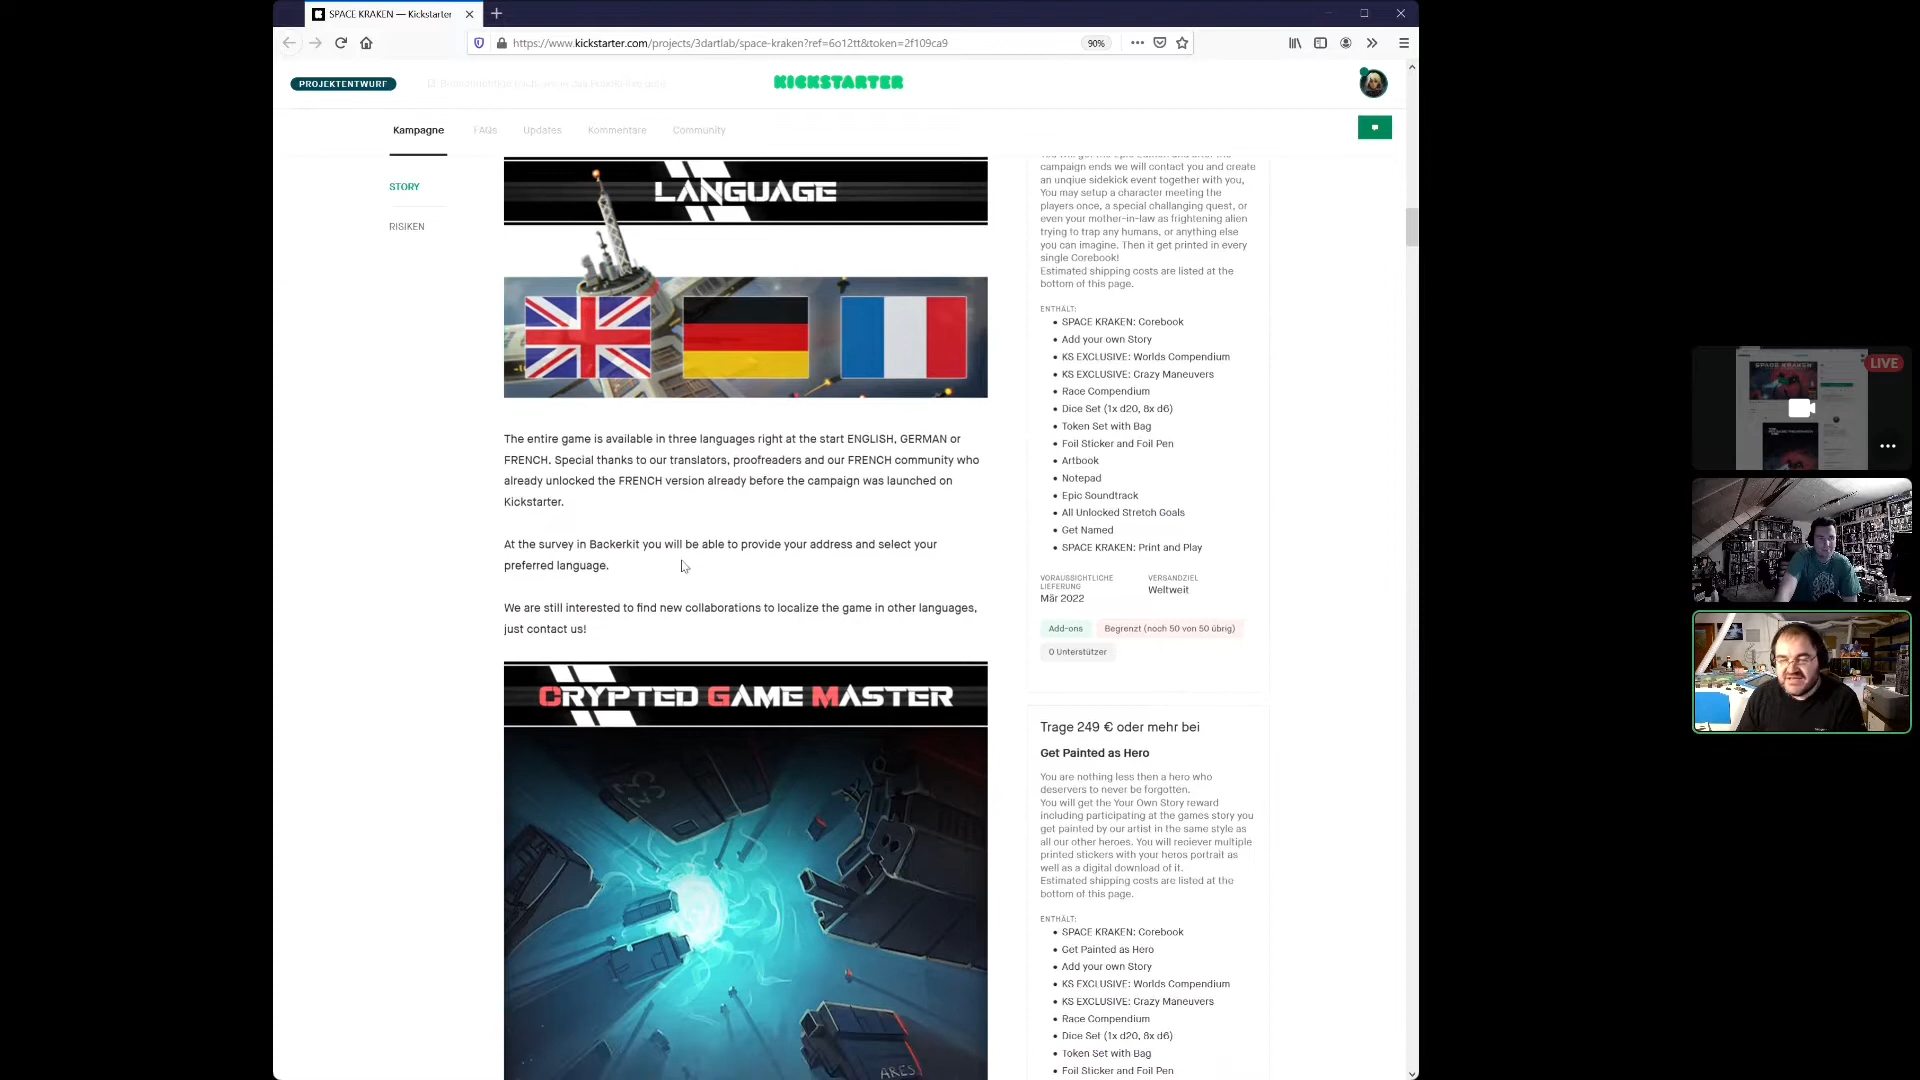 SPACE KRAKEN — Kickstarter
https://www.kickstarter.com/projects/3dartlab/space-kraken?ref=6o12tt&token=2f109ca9
90%
PROJEKTENTWURF
KICKSTARTER
Kampagne
FAQs
Updates
Kommentare
Community
STORY
RISIKEN
LANGUAGE
The entire game is available in three languages right at the start ENGLISH, GERMAN or
FRENCH. Special thanks to our translators, proofreaders and our FRENCH community who
already unlocked the FRENCH version already before the campaign was launched on
Kickstarter.
At the survey in Backerkit you will be able to provide your address and select your
preferred language.
We are still interested to find new collaborations to localize the game in other languages,
just contact us!
CRYPTED GAME MASTER
ARES
campaign ends we will contact you and create
an unqiue sidekick event together with you,
You may setup a character meeting the
players once, a special challanging quest, or
even your mother-in-law as frightening alien
trying to trap any humans, or anything else
you can imagine. Then it get printed in every
single Corebook!
Estimated shipping costs are listed at the
bottom of this page.
ENTHÄLT:
SPACE KRAKEN: Corebook
Add your own Story
KS EXCLUSIVE: Worlds Compendium
KS EXCLUSIVE: Crazy Maneuvers
Race Compendium
Dice Set (1x d20, 8x d6)
Token Set with Bag
Foil Sticker and Foil Pen
Artbook
Notepad
Epic Soundtrack
All Unlocked Stretch Goals
Get Named
SPACE KRAKEN: Print and Play
VORAUSSICHTLICHE
LIEFERUNG
Mär 2022
VERSANDZIEL
Weltweit
Add-ons
Begrenzt (noch 50 von 50 übrig)
0 Unterstützer
Trage 249 € oder mehr bei
Get Painted as Hero
You are nothing less then a hero who
deservers to never be forgotten.
You will get the Your Own Story reward
including participating at the games story you
get painted by our artist in the same style as
all our other heroes. You will reciever multiple
printed stickers with your heros portrait as
well as a digital download of it.
Estimated shipping costs are listed at the
bottom of this page.
ENTHÄLT:
SPACE KRAKEN: Corebook
Get Painted as Hero
Add your own Story
KS EXCLUSIVE: Worlds Compendium
KS EXCLUSIVE: Crazy Maneuvers
Race Compendium
Dice Set (1x d20, 8x d6)
Token Set with Bag
Foil Sticker and Foil Pen
LIVE
SPACE KRAKEN